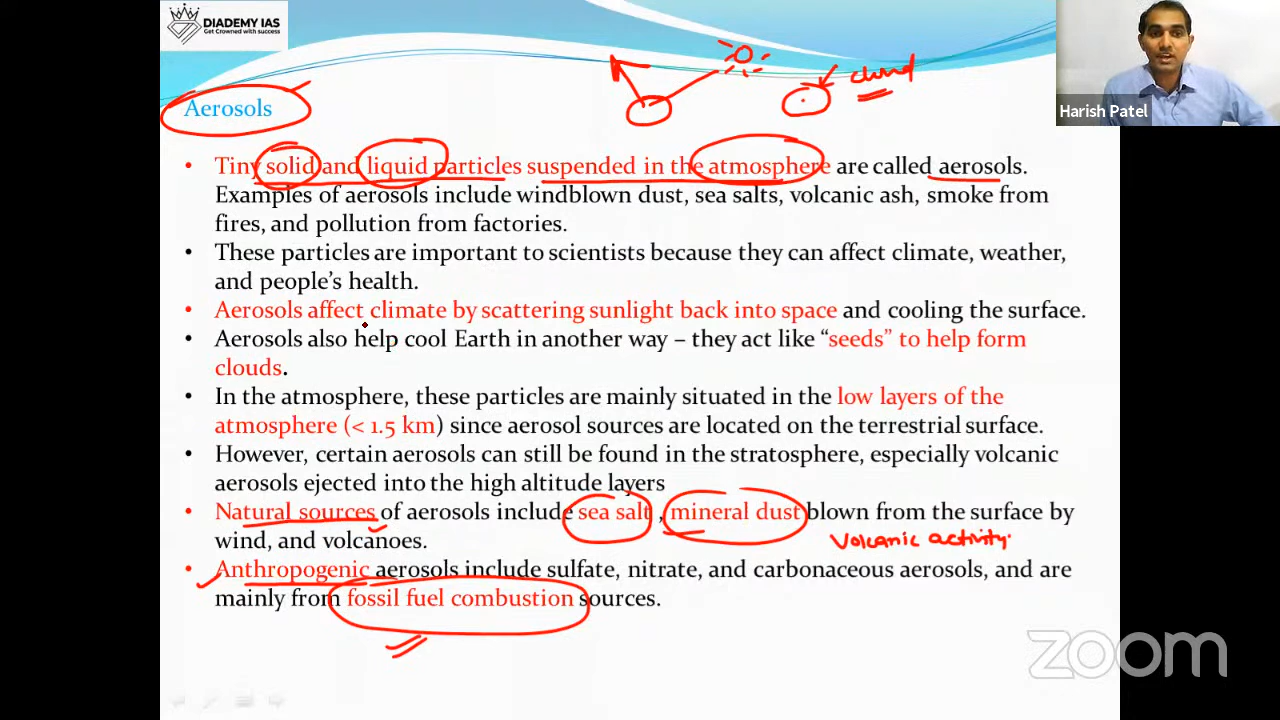 DIADEMY IAS
Get Crowned with success
cloud
Harish Patel
Aerosols
• Tiny solid and liquid particles suspended in the atmosphere are called aerosols.
Examples of aerosols include windblown dust, sea salts, volcanic ash, smoke from
fires, and pollution from factories.
• These particles are important to scientists because they can affect climate, weather,
and people’s health.
• Aerosols affect climate by scattering sunlight back into space and cooling the surface.
• Aerosols also help cool Earth in another way – they act like “seeds” to help form
clouds.
• In the atmosphere, these particles are mainly situated in the low layers of the
atmosphere (< 1.5 km) since aerosol sources are located on the terrestrial surface.
• However, certain aerosols can still be found in the stratosphere, especially volcanic
aerosols ejected into the high altitude layers
• Natural sources of aerosols include sea salt , mineral dust blown from the surface by
wind, and volcanoes.
Volcanic activity.
• Anthropogenic aerosols include sulfate, nitrate, and carbonaceous aerosols, and are
mainly from fossil fuel combustion sources.
zoom